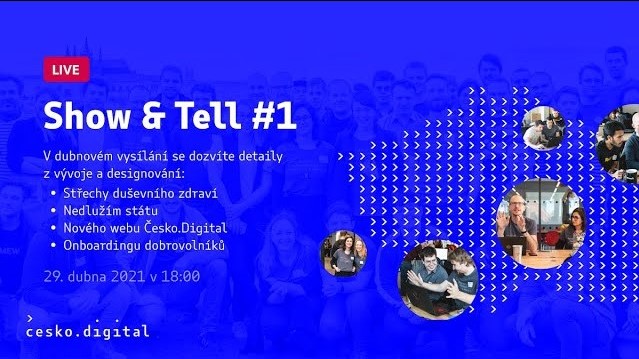 LIVE
Show & Tell #1
V dubnovém vysílání se dozvíte detaily
z vývoje a designování:
• Střechy duševního zdraví
• Nedlužím státu
• Nového webu Česko.Digital
• Onboardingu dobrovolníků
29. dubna 2021 v 18:00
cesko.digital